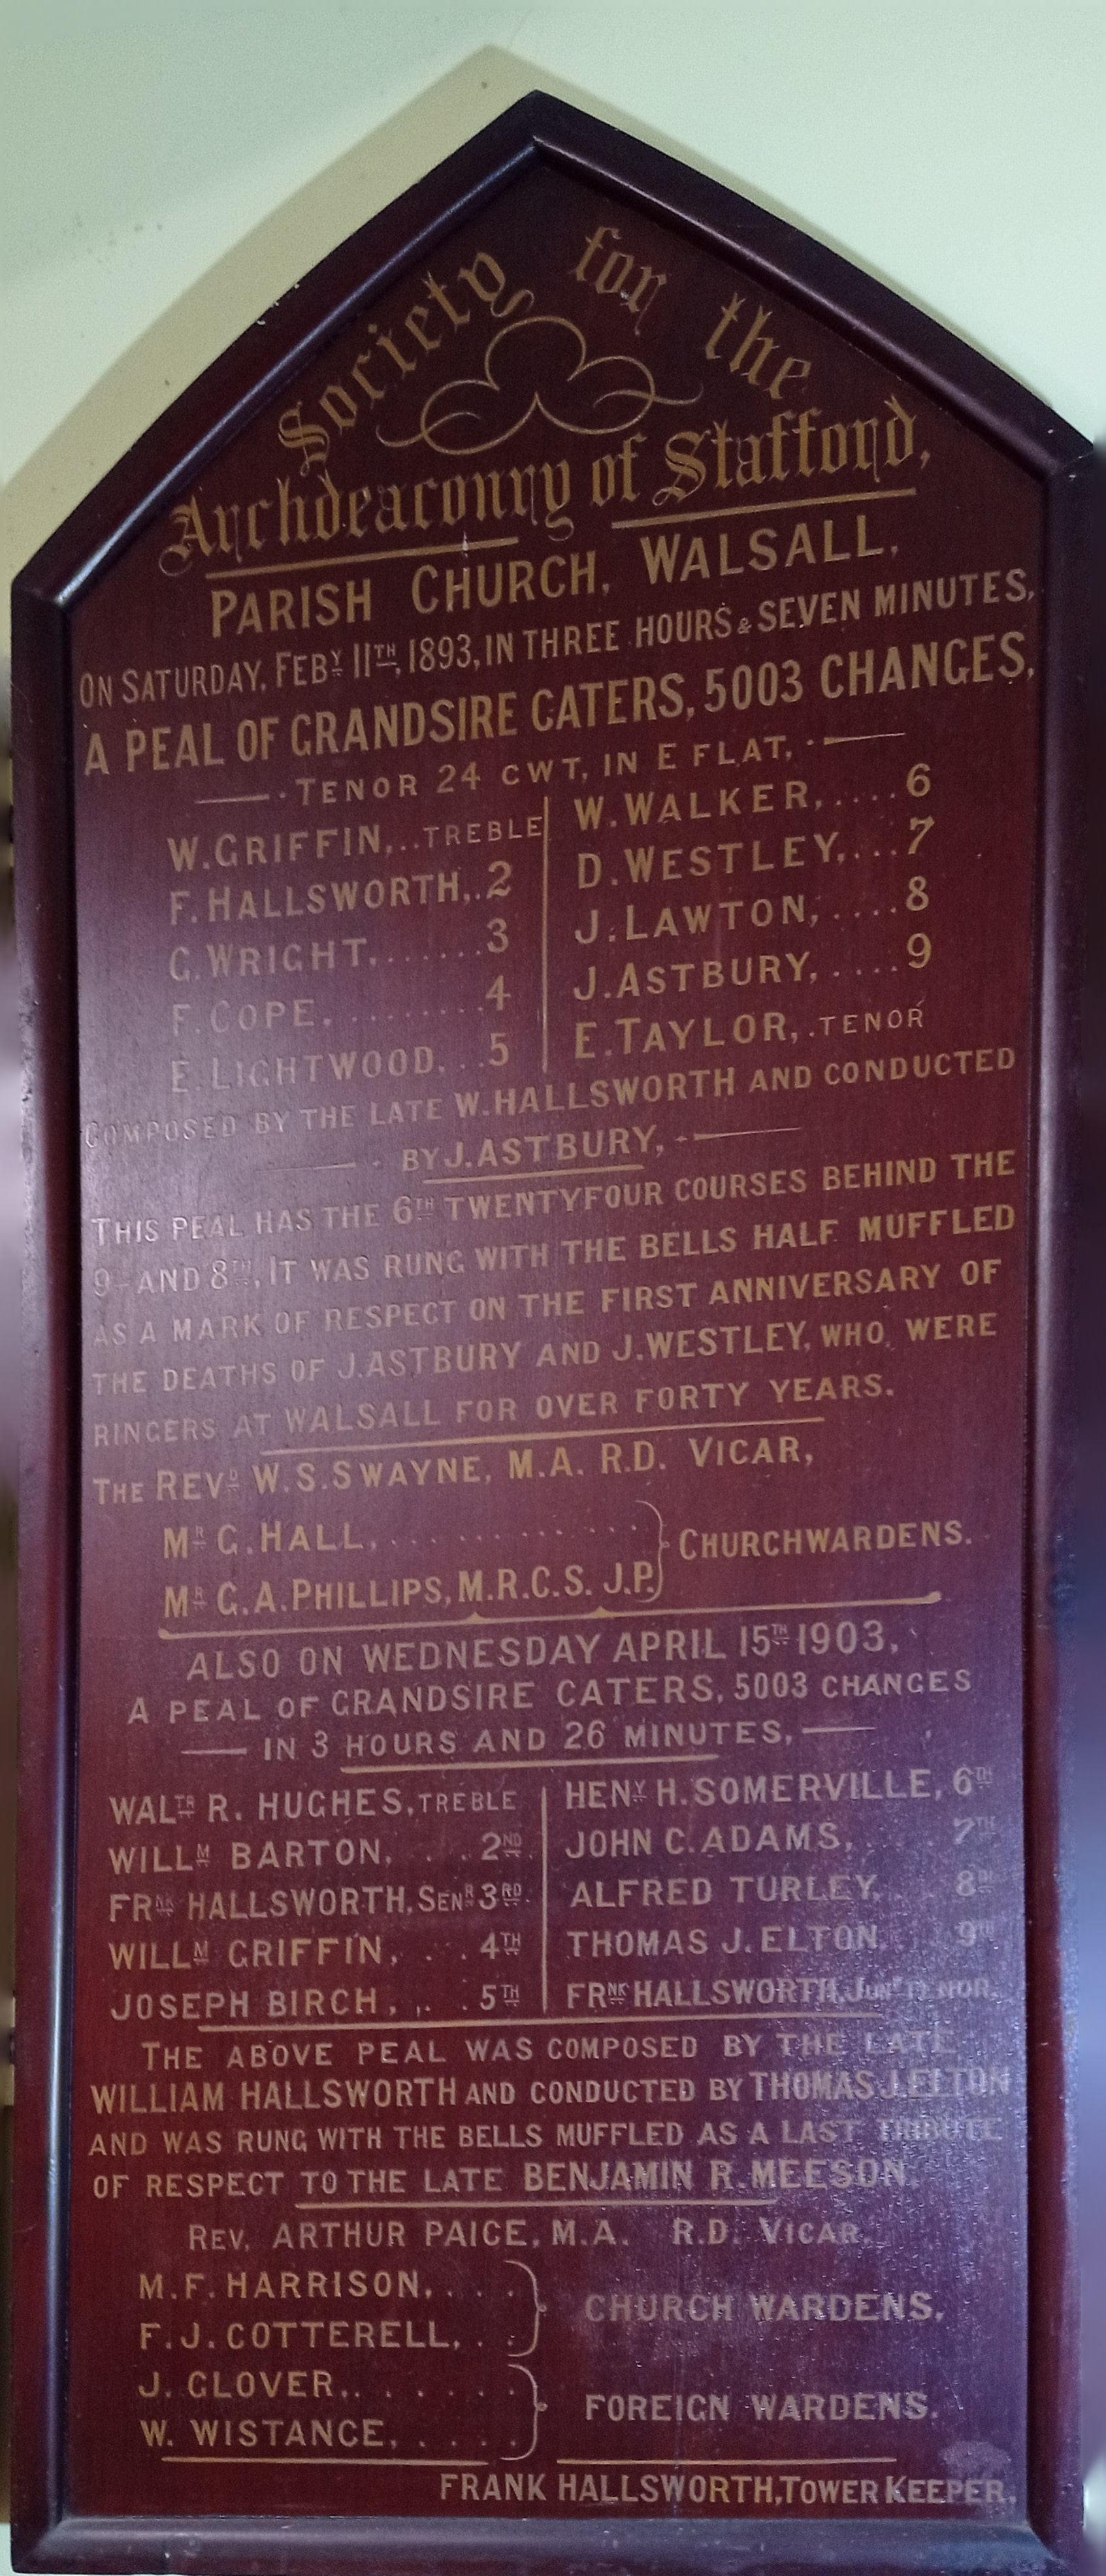 Society for the
Archdeaconry of Stafford,
PARISH CHURCH, WALSALL,
ON SATURDAY, FEBY 11TH, 1893, IN THREE HOURS & SEVEN MINUTES,
A PEAL OF GRANDSIRE CATERS, 5003 CHANGES,
TENOR 24 CWT, IN E FLAT,
W. GRIFFIN,..TREBLE W. WALKER,....6
F. HALLSWORTH,.2 D. WESTLEY,...7
G. WRIGHT,......3 J. LAWTON,....8
F. COPE,.........4 J. ASTBURY,....9
E. LIGHTWOOD,..5 E. TAYLOR,.TENOR
COMPOSED BY THE LATE W. HALLSWORTH AND CONDUCTED
BY J. ASTBURY,
THIS PEAL HAS THE 6TH TWENTYFOUR COURSES BEHIND THE
9TH AND 8TH, IT WAS RUNG WITH THE BELLS HALF MUFFLED
AS A MARK OF RESPECT ON THE FIRST ANNIVERSARY OF
THE DEATHS OF J. ASTBURY AND J. WESTLEY, WHO WERE
RINGERS AT WALSALL FOR OVER FORTY YEARS.
THE REVD W. S. SWAYNE, M.A. R.D. VICAR,
MR G. HALL,............ CHURCHWARDENS.
MR G. A. PHILLIPS, M.R.C.S. J.P.
ALSO ON WEDNESDAY APRIL 15TH 1903,
A PEAL OF GRANDSIRE CATERS, 5003 CHANGES
IN 3 HOURS AND 26 MINUTES,
WALTR R. HUGHES, TREBLE HENY H. SOMERVILLE, 6TH
WILLM BARTON, . . . 2ND JOHN C. ADAMS, . . . 7TH
FRNK HALLSWORTH, SENR 3RD ALFRED TURLEY, . . 8TH
WILLM GRIFFIN, . . . 4TH THOMAS J. ELTON, . . 9TH
JOSEPH BIRCH, . . . 5TH FRNK HALLSWORTH, JUNR TENOR.
THE ABOVE PEAL WAS COMPOSED BY THE LATE
WILLIAM HALLSWORTH AND CONDUCTED BY THOMAS J. ELTON
AND WAS RUNG WITH THE BELLS MUFFLED AS A LAST TRIBUTE
OF RESPECT TO THE LATE BENJAMIN R. MEESON.
REV. ARTHUR PAICE, M.A. R.D. VICAR.
M. F. HARRISON, . . . . CHURCH WARDENS.
F. J. COTTERELL, . . .
J. GLOVER, . . . . . . FOREIGN WARDENS.
W. WISTANCE, . . . . .
FRANK HALLSWORTH, TOWER KEEPER.